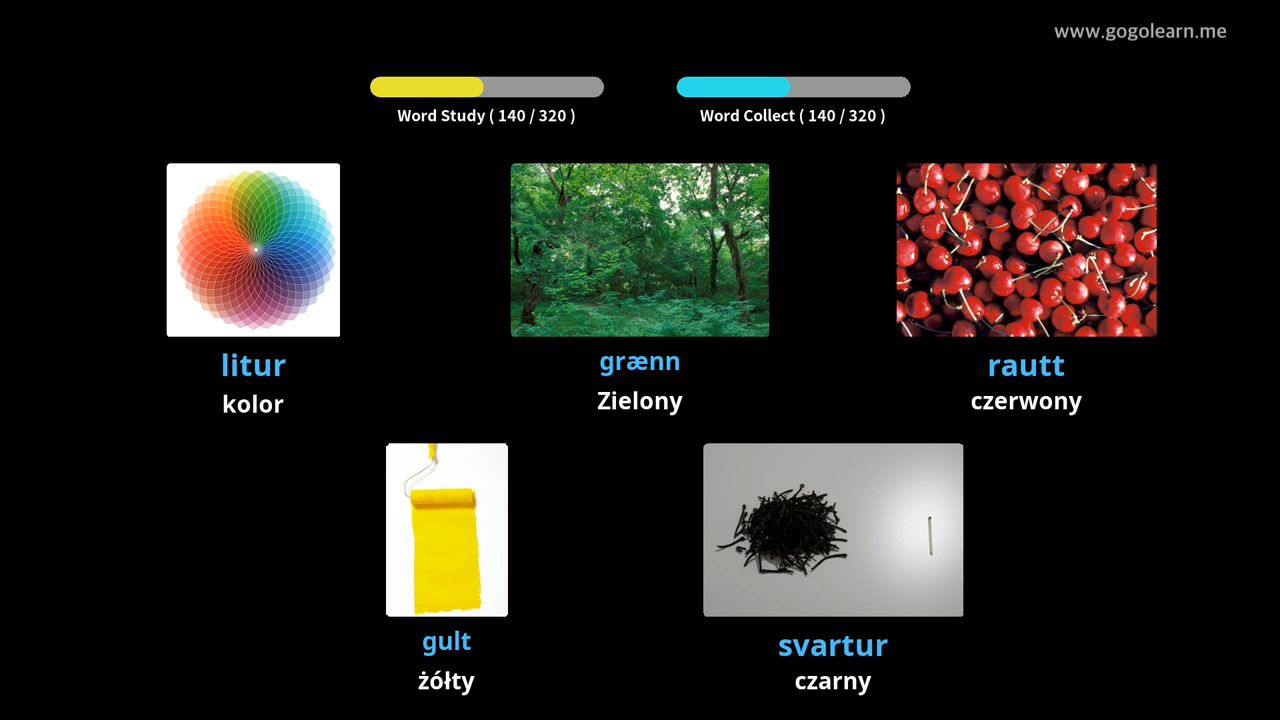 www.gogolearn.me
Word Study ( 140 / 320 )
Word Collect ( 140 / 320 )
litur
kolor
grænn
Zielony
rautt
czerwony
gult
żółty
svartur
czarny